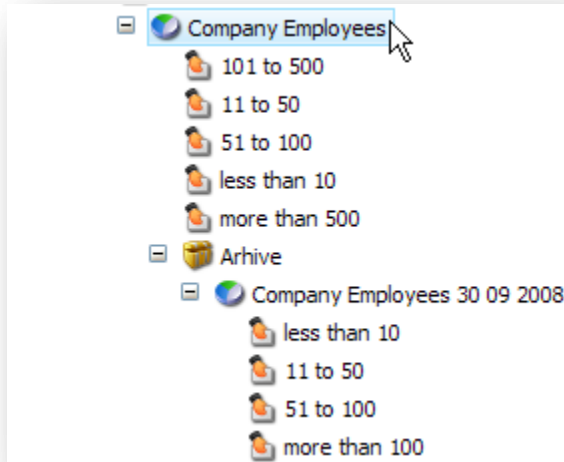 Company Employees
101 to 500
11 to 50
51 to 100
less than 10
more than 500
Arhive
Company Employees 30 09 2008
less than 10
11 to 50
51 to 100
more than 100